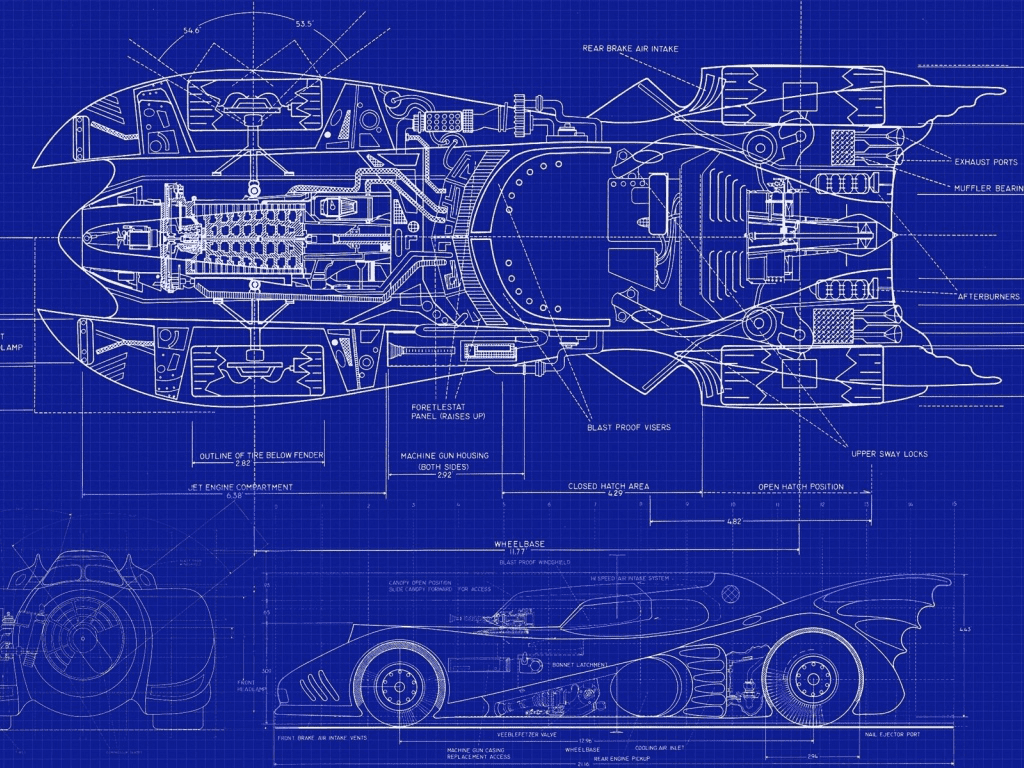 54.6°
53.5°
REAR BRAKE AIR INTAKE
EXHAUST PORTS
MUFFLER BEARIN
AFTERBURNERS
T
LAMP
FORETLESTAT
PANEL (RAISES UP)
BLAST PROOF VISERS
UPPER SWAY LOCKS
OUTLINE OF TIRE BELOW FENDER
2.82
MACHINE GUN HOUSING
(BOTH SIDES)
2.92
JET ENGINE COMPARTMENT
6.38
CLOSED HATCH AREA
4.29
OPEN HATCH POSITION
4.82
WHEELBASE
11.77
BLAST PROOF WINDSHIELD
CANOPY OPEN POSITION
SLIDE CANOPY FORWARD FOR ACCESS
HI SPEED AIR INTAKE SYSTEM
4.43
BONNET LATCHMENT
FRONT
HEADLAMP
FRONT BRAKE AIR INTAKE VENTS
VEEBLEFETZER VALVE
NAIL EJECTOR PORT
12.96
MACHINE GUN CASING
REPLACEMENT ACCESS
WHEELBASE
COOLING AIR INLET
REAR ENGINE PICKUP
2.94
21.16